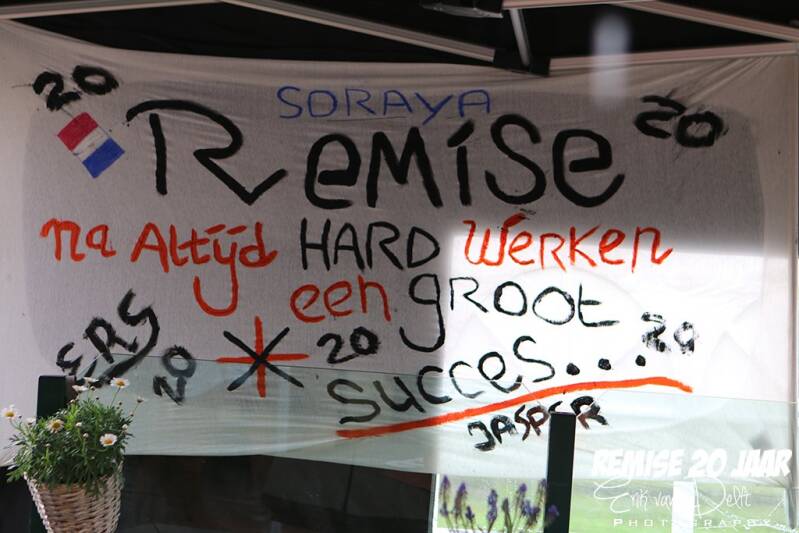 20 SORAYA 20
Remise
na Altijd HARD Werken
een groot
20 20 20
succes...
JASPER
REMISE 20 JAAR
Erik van Delft
PHOTOGRAPHY